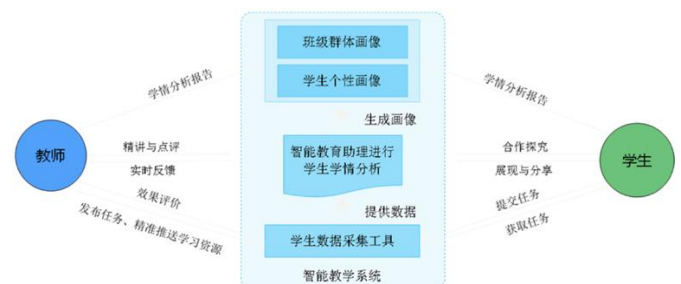 班级群体画像
学生个性画像
生成画像
智能教育助理进行
学生学情分析
提供数据
学生数据采集工具
智能教学系统
教师
学情分析报告
精讲与点评
实时反馈
效果评价
发布任务、精准推送学习资源
学情分析报告
合作探究
展现与分享
提交任务
获取任务
学生